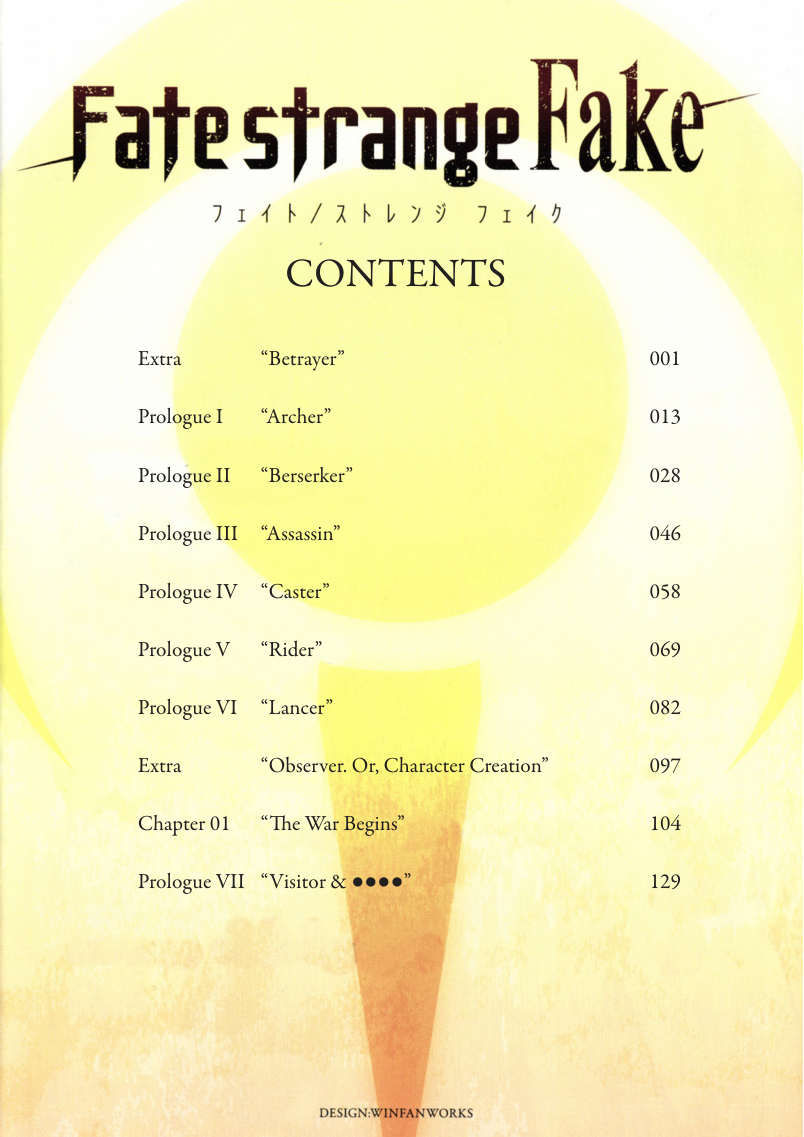 Fate strange Fake
フェイト/ストレンジ フェイク
CONTENTS
Extra “Betrayer” 001
Prologue I “Archer” 013
Prologue II “Berserker” 028
Prologue III “Assassin” 046
Prologue IV “Caster” 058
Prologue V “Rider” 069
Prologue VI “Lancer” 082
Extra “Observer. Or, Character Creation” 097
Chapter 01 “The War Begins” 104
Prologue VII “Visitor & ●●●●” 129
DESIGN:WINFANWORKS